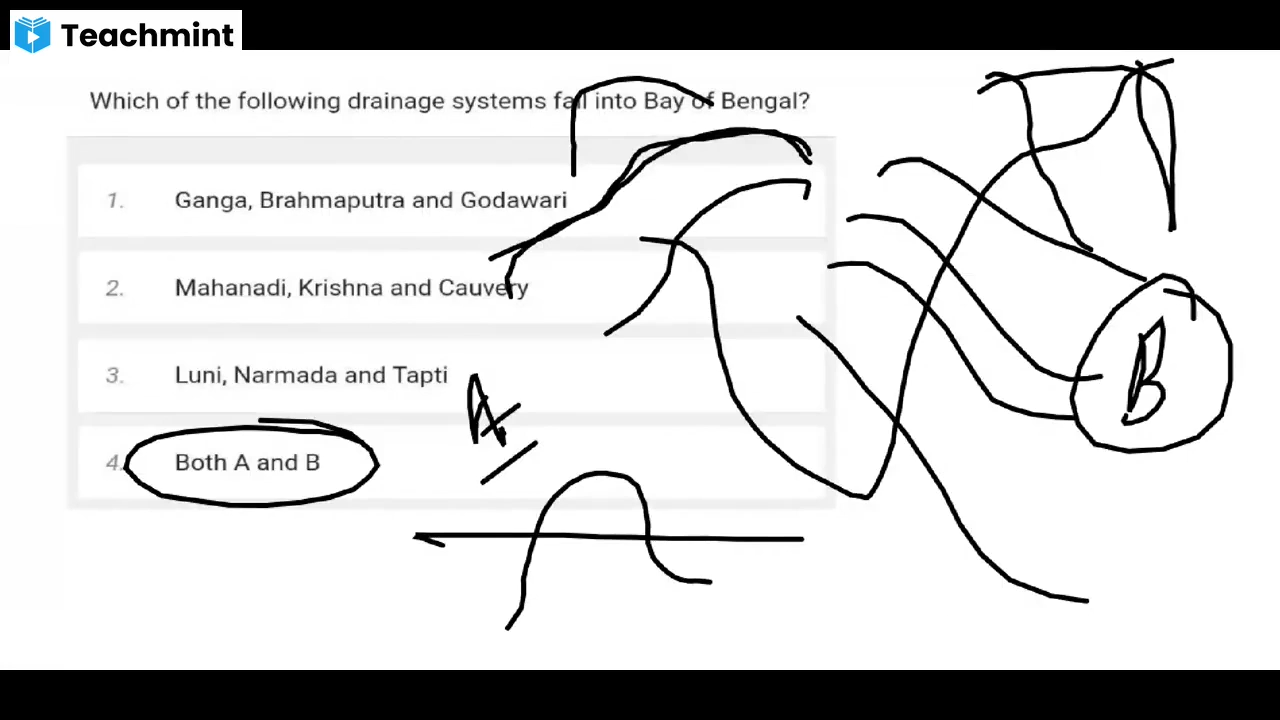 Teachmint
Which of the following drainage systems fall into Bay of Bengal?
1. Ganga, Brahmaputra and Godawari
2. Mahanadi, Krishna and Cauvery
3. Luni, Narmada and Tapti
A
B
4. Both A and B